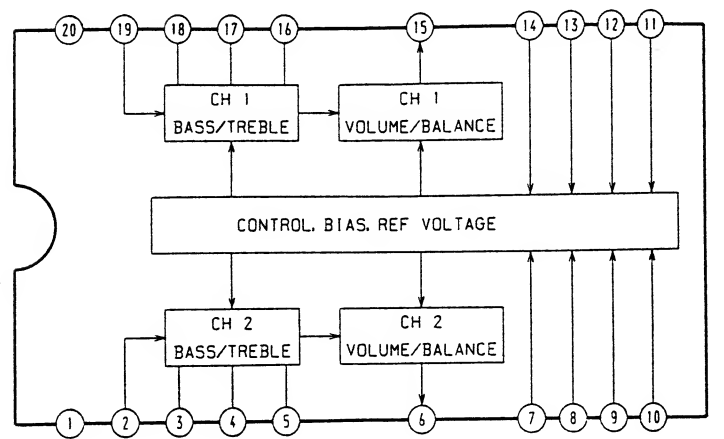 20 19 18 17 16 15 14 13 12 11
CH 1
BASS/TREBLE
CH 1
VOLUME/BALANCE
CONTROL. BIAS. REF VOLTAGE
CH 2
BASS/TREBLE
CH 2
VOLUME/BALANCE
1 2 3 4 5 6 7 8 9 10